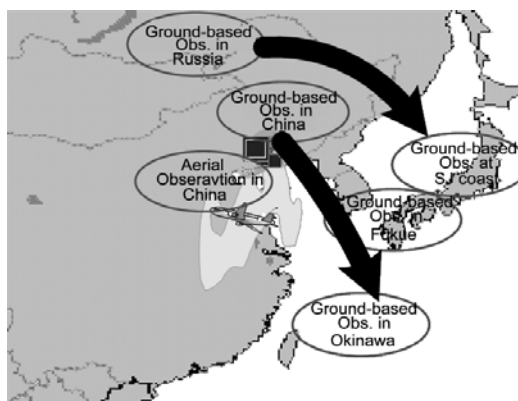 Ground-based
Obs. in
Russia
Ground-based
Obs. in
China
Aerial
Obseravtion in
China
Ground-based
Obs. at
SJ coast
Ground-based
Obs. in
Fukue
Ground-based
Obs. in
Okinawa